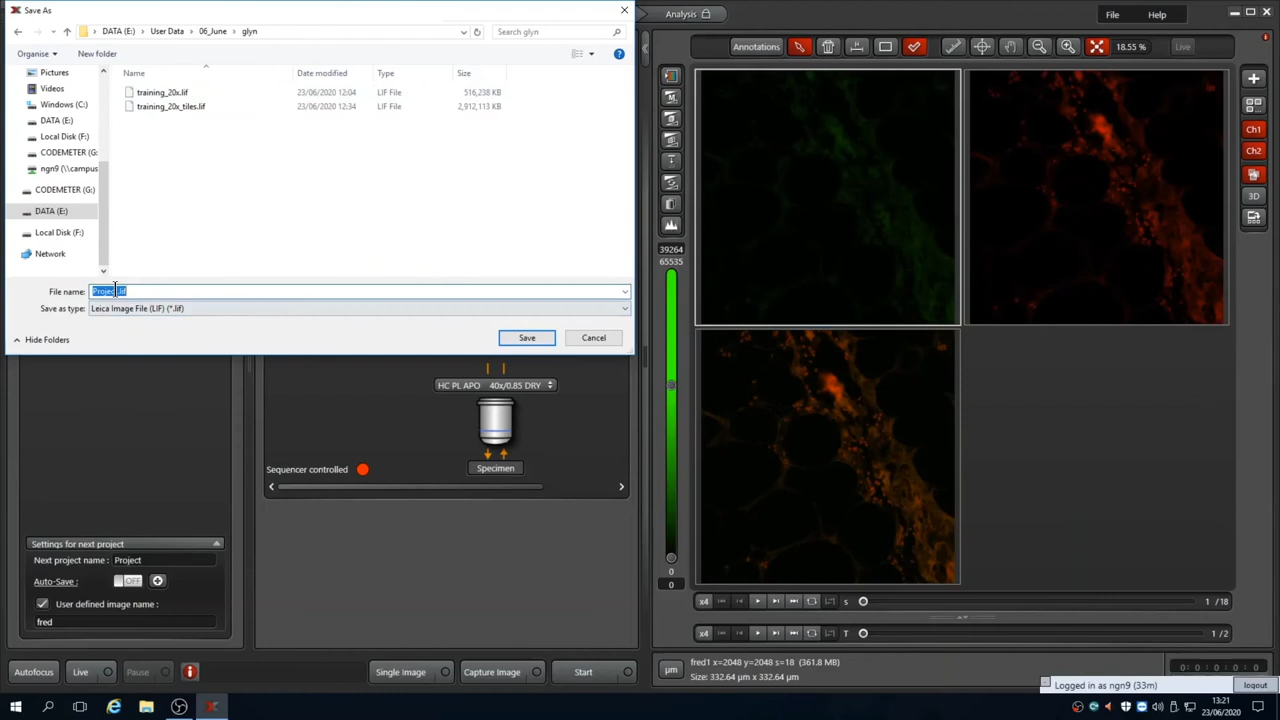 Save As
DATA (E:) > User Data > 06_June > glyn
Search glyn
Organise
New folder
Pictures
Videos
Windows (C:)
DATA (E:)
Local Disk (F:)
CODEMETER (G:
ngn9 (\\campus
CODEMETER (G:)
DATA (E:)
Local Disk (F:)
Network
Name Date modified Type Size
training_20x.lif 23/06/2020 12:04 LIF File 516,238 KB
training_20x_tiles.lif 23/06/2020 12:34 LIF File 2,912,113 KB
File name: Project.lif
Save as type: Leica Image File (LIF) (*.lif)
Hide Folders
Save
Cancel
HC PL APO 40x/0.85 DRY
Sequencer controlled
Specimen
Settings for next project
Next project name : Project
Auto-Save : OFF
User defined image name :
fred
Autofocus
Live
Pause
Single Image
Capture Image
Start
Analysis
File
Help
Annotations
18.55 %
Live
39264
65535
0
0
Ch1
Ch2
3D
x4
s
1 / 18
x4
T
1 / 2
µm
fred1 x=2048 y=2048 s=18 (361.8 MB)
Size: 332.64 µm x 332.64 µm
0:0:0:0
Logged in as ngn9 (33m)
logout
13:21
23/06/2020